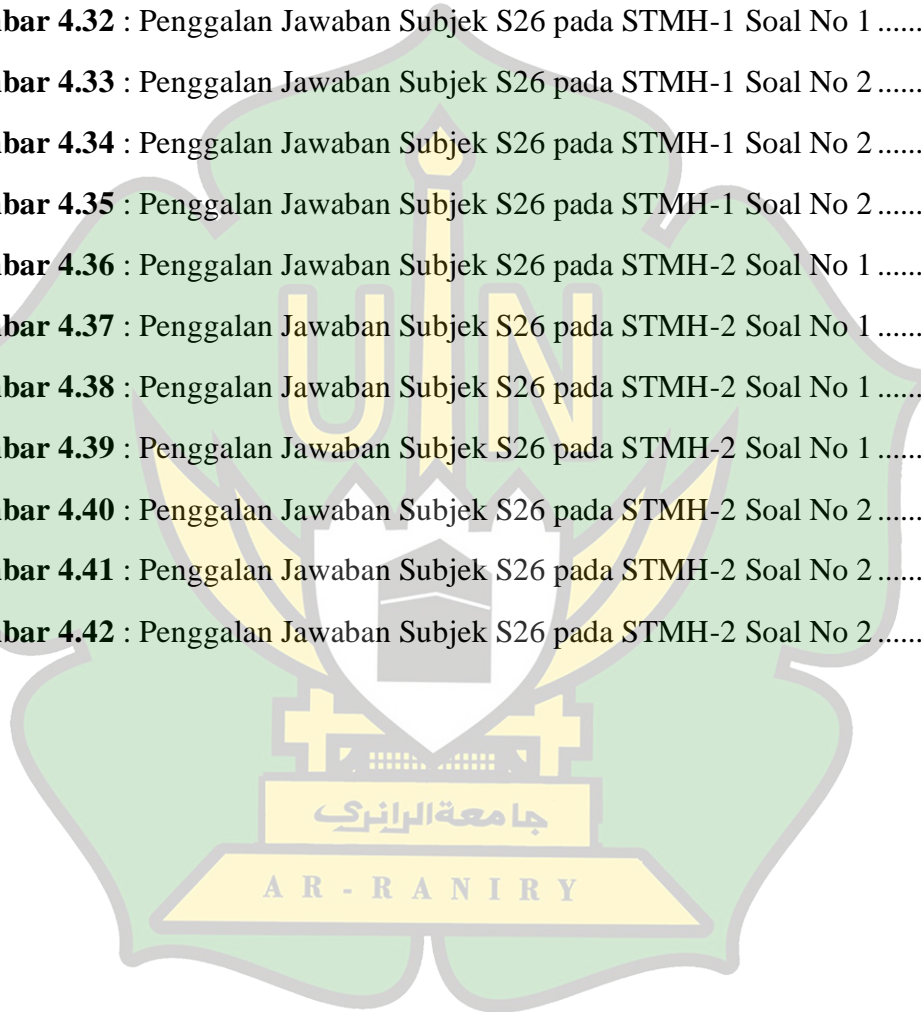 bar 4.32 : Penggalan Jawaban Subjek S26 pada STMH-1 Soal No 1 ......
bar 4.33 : Penggalan Jawaban Subjek S26 pada STMH-1 Soal No 2 ......
bar 4.34 : Penggalan Jawaban Subjek S26 pada STMH-1 Soal No 2 ......
bar 4.35 : Penggalan Jawaban Subjek S26 pada STMH-1 Soal No 2 ......
bar 4.36 : Penggalan Jawaban Subjek S26 pada STMH-2 Soal No 1 ......
bar 4.37 : Penggalan Jawaban Subjek S26 pada STMH-2 Soal No 1 ......
bar 4.38 : Penggalan Jawaban Subjek S26 pada STMH-2 Soal No 1 ......
bar 4.39 : Penggalan Jawaban Subjek S26 pada STMH-2 Soal No 1 ......
bar 4.40 : Penggalan Jawaban Subjek S26 pada STMH-2 Soal No 2 ......
bar 4.41 : Penggalan Jawaban Subjek S26 pada STMH-2 Soal No 2 ......
bar 4.42 : Penggalan Jawaban Subjek S26 pada STMH-2 Soal No 2 ......
UIN
جامعةالرانري
AR-RANIRY